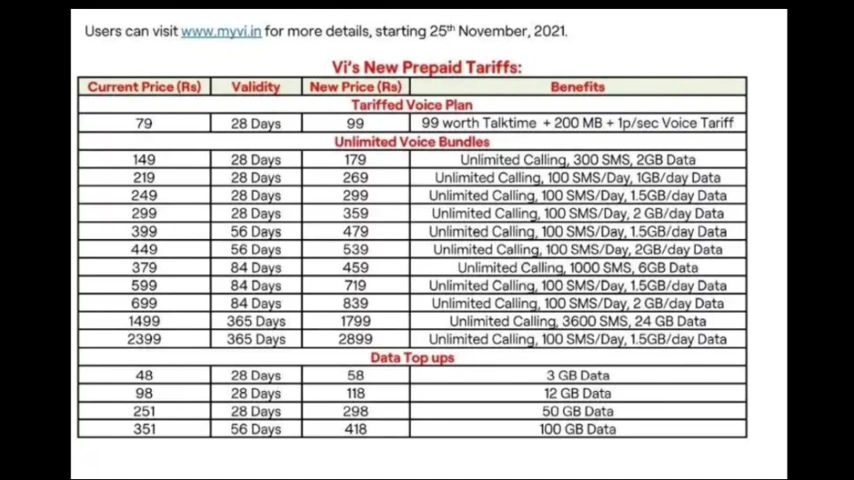 Users can visit www.myvi.in for more details, starting 25th November, 2021.
Vi's New Prepaid Tariffs:
Current Price (Rs) Validity New Price (Rs) Benefits
Tariffed Voice Plan
79 28 Days 99 99 worth Talktime + 200 MB + 1p/sec Voice Tariff
Unlimited Voice Bundles
149 28 Days 179 Unlimited Calling, 300 SMS, 2GB Data
219 28 Days 269 Unlimited Calling, 100 SMS/Day, 1GB/day Data
249 28 Days 299 Unlimited Calling, 100 SMS/Day, 1.5GB/day Data
299 28 Days 359 Unlimited Calling, 100 SMS/Day, 2 GB/day Data
399 56 Days 479 Unlimited Calling, 100 SMS/Day, 1.5GB/day Data
449 56 Days 539 Unlimited Calling, 100 SMS/Day, 2GB/day Data
379 84 Days 459 Unlimited Calling, 1000 SMS, 6GB Data
599 84 Days 719 Unlimited Calling, 100 SMS/Day, 1.5GB/day Data
699 84 Days 839 Unlimited Calling, 100 SMS/Day, 2 GB/day Data
1499 365 Days 1799 Unlimited Calling, 3600 SMS, 24 GB Data
2399 365 Days 2899 Unlimited Calling, 100 SMS/Day, 1.5GB/day Data
Data Top ups
48 28 Days 58 3 GB Data
98 28 Days 118 12 GB Data
251 28 Days 298 50 GB Data
351 56 Days 418 100 GB Data